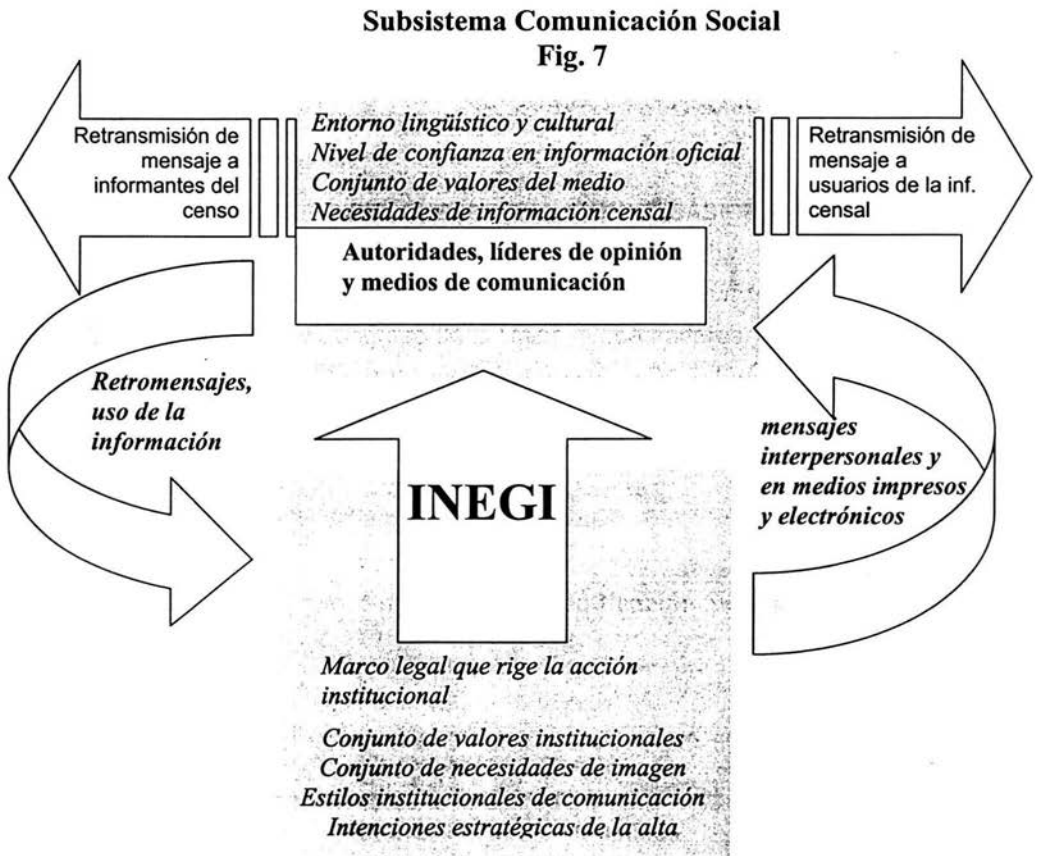 Subsistema Comunicación Social
Fig. 7
Retransmisión de
mensaje a
informantes del
censo
Entorno lingüístico y cultural
Nivel de confianza en información oficial
Conjunto de valores del medio
Necesidades de información censal
Retransmisión de
mensaje a
usuarios de la inf.
censal
Autoridades, líderes de opinión
y medios de comunicación
Retromensajes,
uso de la
información
mensajes
interpersonales y
en medios impresos
y electrónicos
INEGI
Marco legal que rige la acción
institucional
Conjunto de valores institucionales
Conjunto de necesidades de imagen
Estilos institucionales de comunicación
Intenciones estratégicas de la alta